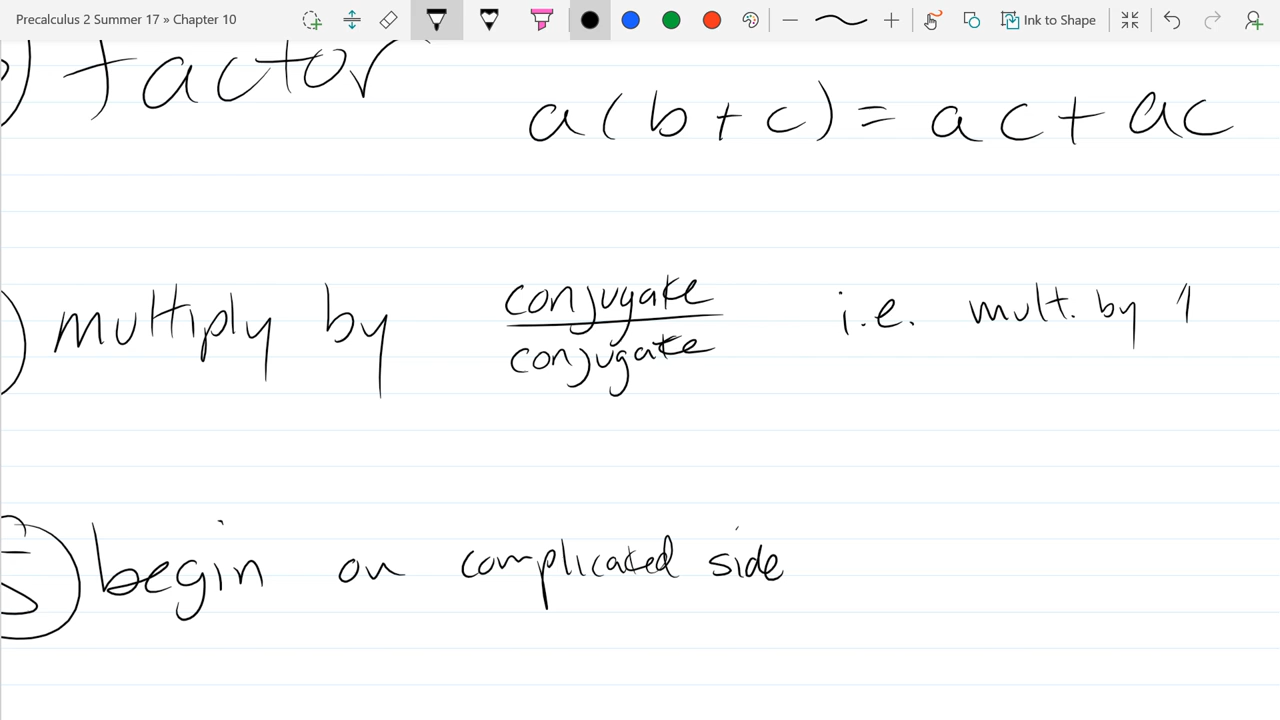 Precalculus 2 Summer 17 » Chapter 10
Ink to Shape
) factor
a(b+c) = ac + ac
) multiply by conjugate/conjugate i.e. mult. by 1
5) begin on complicated side